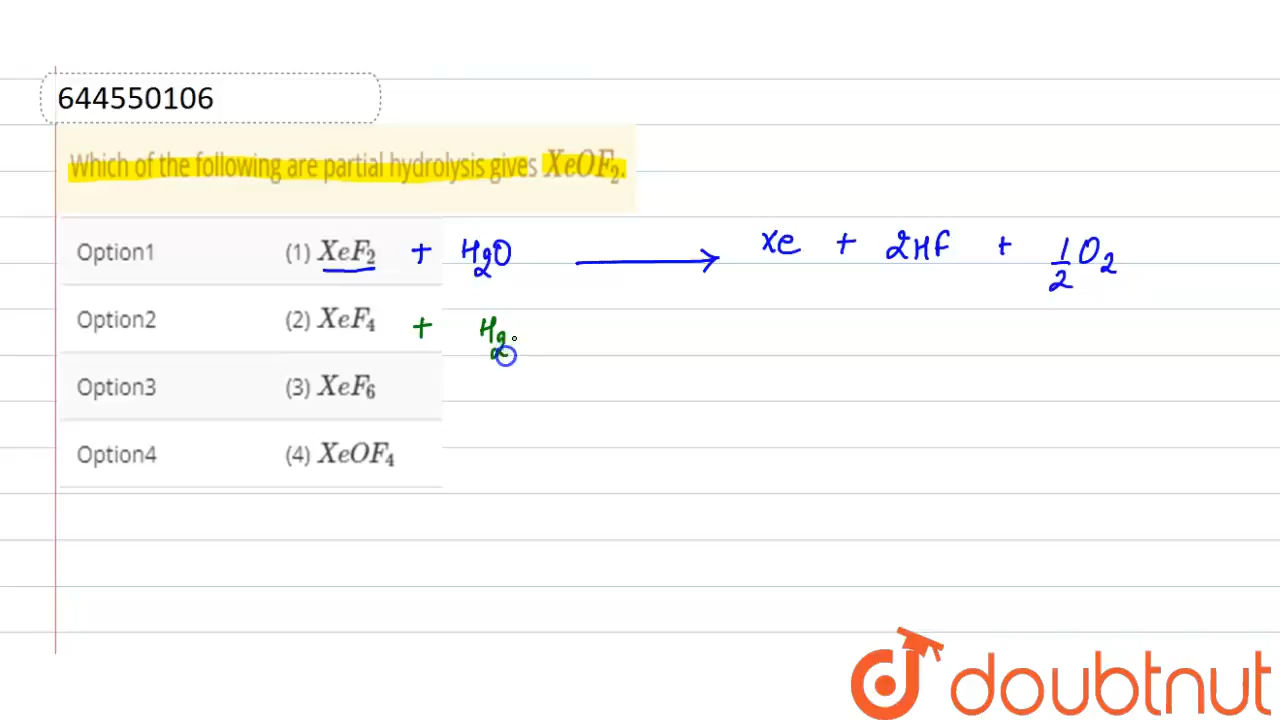 644550106
Which of the following are partial hydrolysis gives XeOF₂.
Option1 (1) XeF₂ + H₂O ⟶ Xe + 2HF + 1/2 O₂
Option2 (2) XeF₄ + H₂
Option3 (3) XeF₆
Option4 (4) XeOF₄
doubtnut